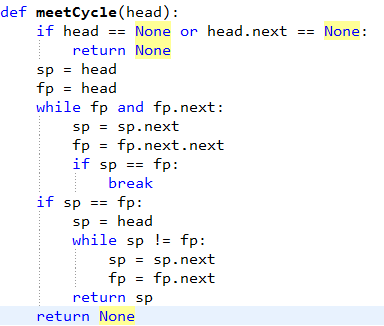 def meetCycle(head):
    if head == None or head.next == None:
        return None
    sp = head
    fp = head
    while fp and fp.next:
        sp = sp.next
        fp = fp.next.next
        if sp == fp:
            break
    if sp == fp:
        sp = head
        while sp != fp:
            sp = sp.next
            fp = fp.next
        return sp
    return None